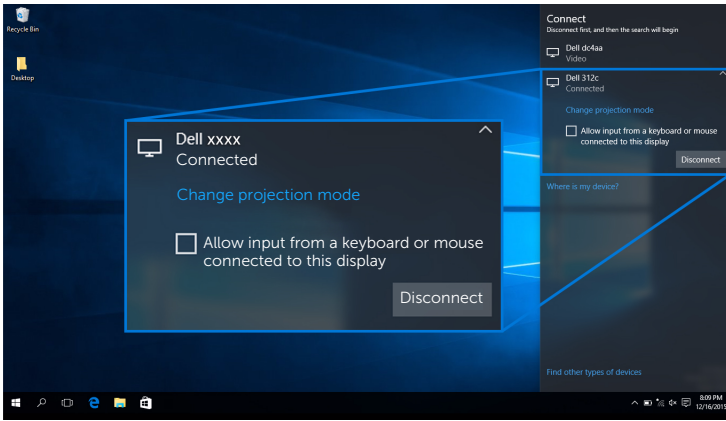 Recycle Bin
Desktop
Connect
Disconnect first, and then the search will begin
Dell dc4aa
Video
Dell 312c
Connected
Change projection mode
Allow input from a keyboard or mouse
connected to this display
Disconnect
Where is my device?
Find other types of devices
Dell xxxx
Connected
Change projection mode
Allow input from a keyboard or mouse
connected to this display
Disconnect
8:09 PM
12/16/2015